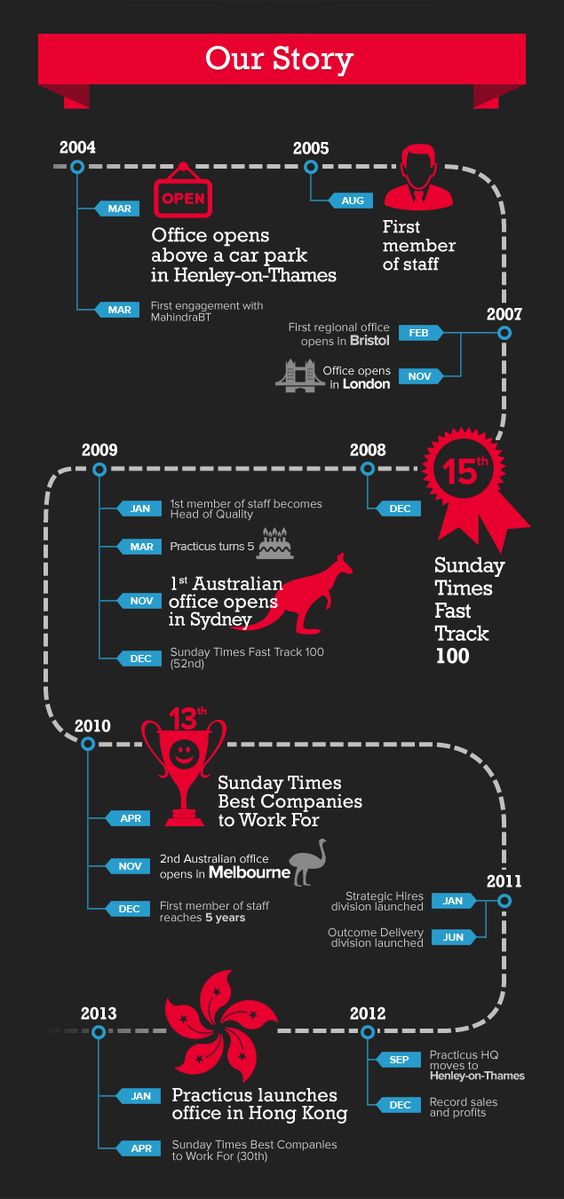 Our Story
2004
MAR
OPEN
Office opens
above a car park
in Henley-on-Thames
MAR
First engagement with
MahindraBT
2005
AUG
First
member
of staff
2007
FEB
First regional office
opens in Bristol
NOV
Office opens
in London
2008
DEC
15th
Sunday
Times
Fast
Track
100
2009
JAN
1st member of staff becomes
Head of Quality
MAR
Practicus turns 5
NOV
1st Australian
office opens
in Sydney
DEC
Sunday Times Fast Track 100
(52nd)
2010
13th
APR
Sunday Times
Best Companies
to Work For
NOV
2nd Australian office
opens in Melbourne
DEC
First member of staff
reaches 5 years
2011
JAN
Strategic Hires
division launched
JUN
Outcome Delivery
division launched
2012
SEP
Practicus HQ
moves to
Henley-on-Thames
DEC
Record sales
and profits
2013
JAN
Practicus launches
office in Hong Kong
APR
Sunday Times Best Companies
to Work For (30th)